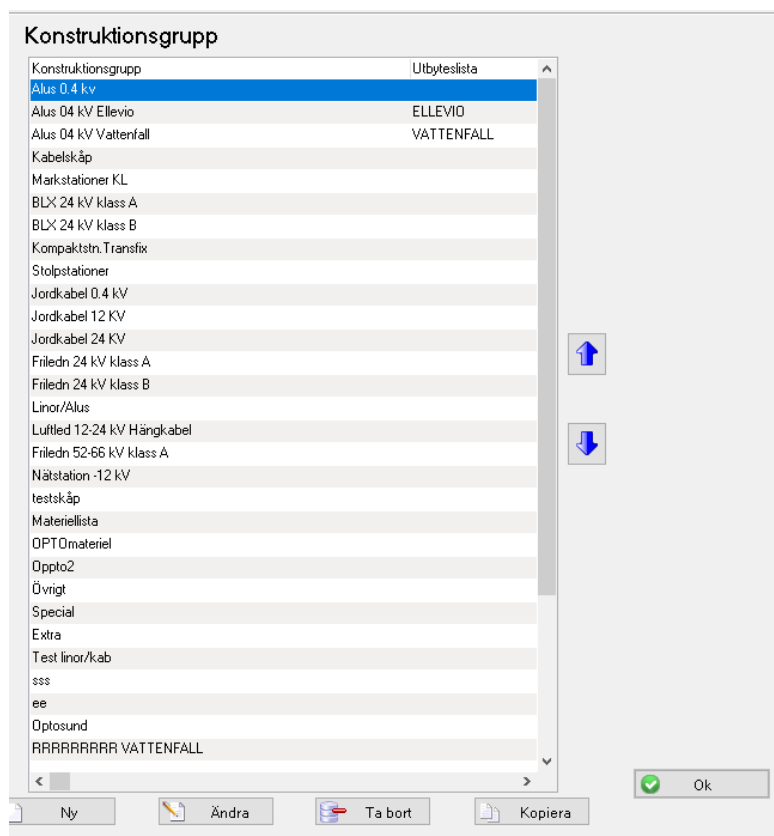 Konstruktionsgrupp
Konstruktionsgrupp Utbyteslista
Alus 0.4 kv
Alus 04 kV Ellevio ELLEVIO
Alus 04 kV Vattenfall VATTENFALL
Kabelskåp
Markstationer KL
BLX 24 kV klass A
BLX 24 kV klass B
Kompaktstn.Transfix
Stolpstationer
Jordkabel 0.4 kV
Jordkabel 12 KV
Jordkabel 24 KV
Friledn 24 kV klass A
Friledn 24 kV klass B
Linor/Alus
Luftled 12-24 kV Hängkabel
Friledn 52-66 kV klass A
Nätstation -12 kV
testskåp
Materiellista
OPTOmateriel
Oppto2
Övrigt
Special
Extra
Test linor/kab
sss
ee
Optosund
RRRRRRRRR VATTENFALL
Ok
Ny Ändra Ta bort Kopiera